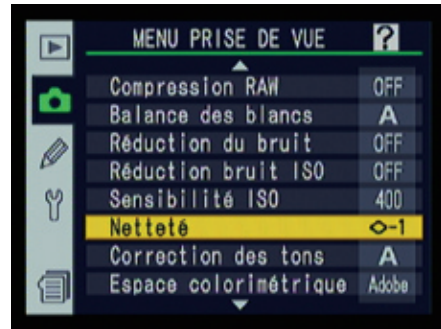 MENU PRISE DE VUE ?
Compression RAW OFF
Balance des blancs A
Réduction du bruit OFF
Réduction bruit ISO OFF
Sensibilité ISO 400
Netteté -1
Correction des tons A
Espace colorimétrique Adobe